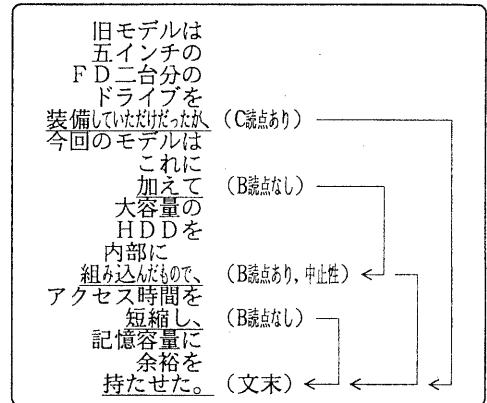 旧モデルは
五インチの
ＦＤ二台分の
ドライブを
装備していただけだったが、 (C読点あり)
今回のモデルは
これに
加えて (B読点なし)
大容量の
ＨＤＤを
内部に
組み込んだもので、 (B読点あり, 中止性)
アクセス時間を
短縮し、 (B読点なし)
記憶容量に
余裕を
持たせた。 (文末)